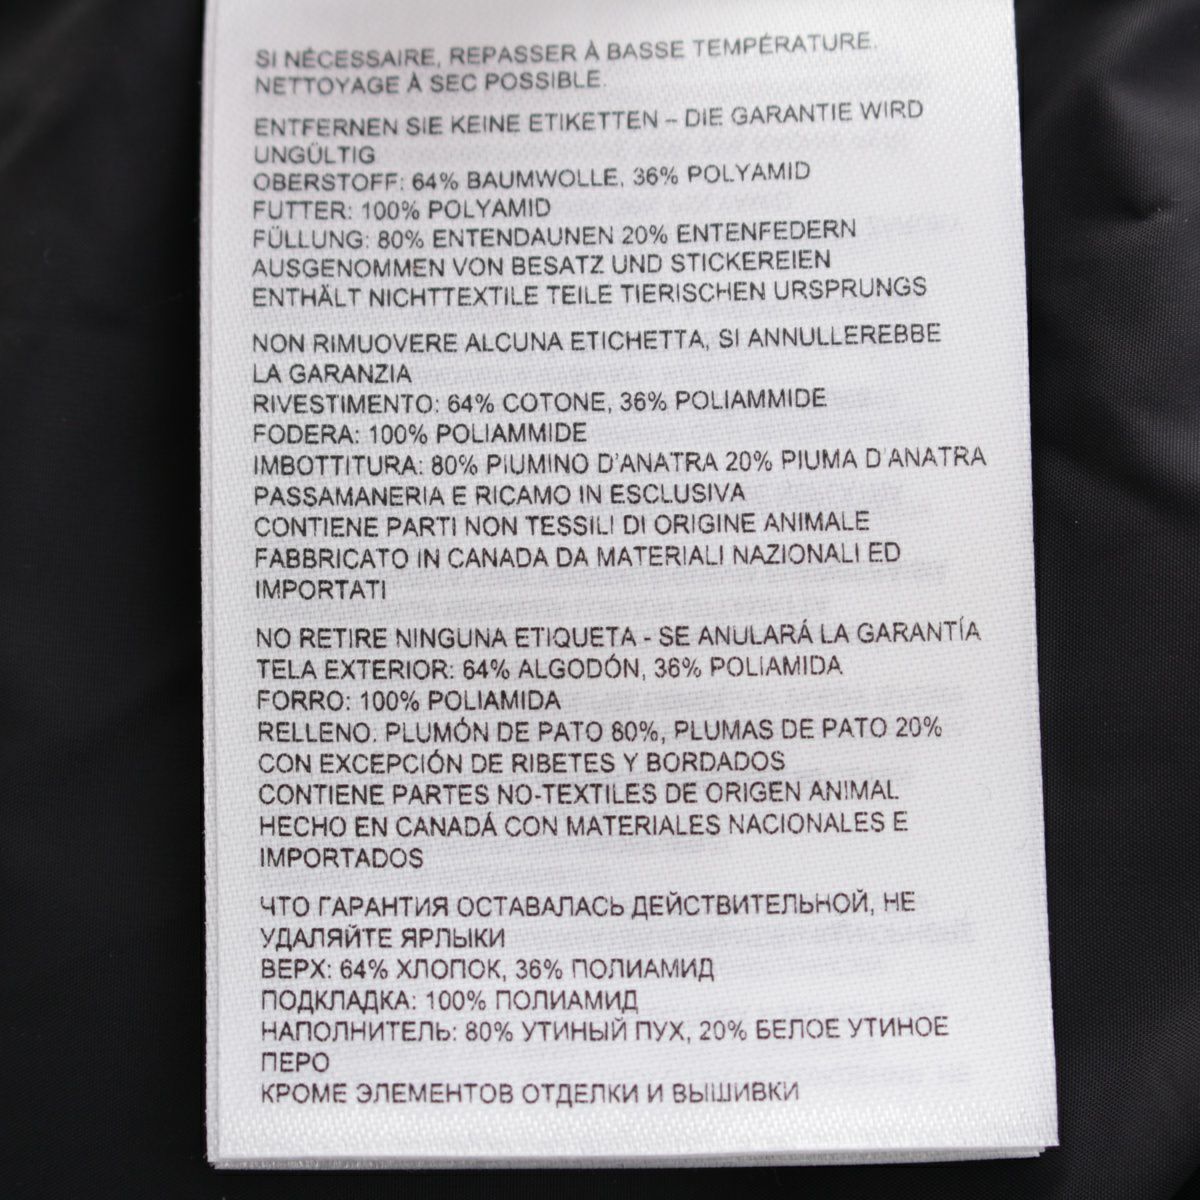 SI NÉCESSAIRE, REPASSER À BASSE TEMPÉRATURE.
NETTOYAGE À SEC POSSIBLE.
ENTFERNEN SIE KEINE ETIKETTEN – DIE GARANTIE WIRD
UNGÜLTIG
OBERSTOFF: 64% BAUMWOLLE, 36% POLYAMID
FUTTER: 100% POLYAMID
FÜLLUNG: 80% ENTENDAUNEN 20% ENTENFEDERN
AUSGENOMMEN VON BESATZ UND STICKEREIEN
ENTHÄLT NICHTTEXTILE TEILE TIERISCHEN URSPRUNGS
NON RIMUOVERE ALCUNA ETICHETTA, SI ANNULLEREBBE
LA GARANZIA
RIVESTIMENTO: 64% COTONE, 36% POLIAMMIDE
FODERA: 100% POLIAMMIDE
IMBOTTITURA: 80% PIUMINO D'ANATRA 20% PIUMA D'ANATRA
PASSAMANERIA E RICAMO IN ESCLUSIVA
CONTIENE PARTI NON TESSILI DI ORIGINE ANIMALE
FABBRICATO IN CANADA DA MATERIALI NAZIONALI ED
IMPORTATI
NO RETIRE NINGUNA ETIQUETA - SE ANULARÁ LA GARANTÍA
TELA EXTERIOR: 64% ALGODÓN, 36% POLIAMIDA
FORRO: 100% POLIAMIDA
RELLENO: PLUMÓN DE PATO 80%, PLUMAS DE PATO 20%
CON EXCEPCIÓN DE RIBETES Y BORDADOS
CONTIENE PARTES NO-TEXTILES DE ORIGEN ANIMAL
HECHO EN CANADÁ CON MATERIALES NACIONALES E
IMPORTADOS
ЧТО ГАРАНТИЯ ОСТАВАЛАСЬ ДЕЙСТВИТЕЛЬНОЙ, НЕ
УДАЛЯЙТЕ ЯРЛЫКИ
ВЕРХ: 64% ХЛОПОК, 36% ПОЛИАМИД
ПОДКЛАДКА: 100% ПОЛИАМИД
НАПОЛНИТЕЛЬ: 80% УТИНЫЙ ПУХ, 20% БЕЛОЕ УТИНОЕ
ПЕРО
КРОМЕ ЭЛЕМЕНТОВ ОТДЕЛКИ И ВЫШИВКИ